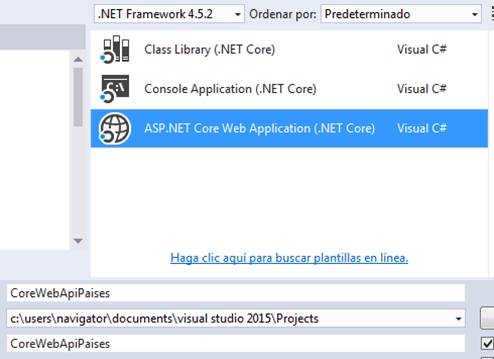 .NET Framework 4.5.2 Ordenar por: Predeterminado
Class Library (.NET Core) Visual C#
Console Application (.NET Core) Visual C#
ASP.NET Core Web Application (.NET Core) Visual C#
Haga clic aquí para buscar plantillas en línea.
CoreWebApiPaises
c:\users\navigator\documents\visual studio 2015\Projects
CoreWebApiPaises